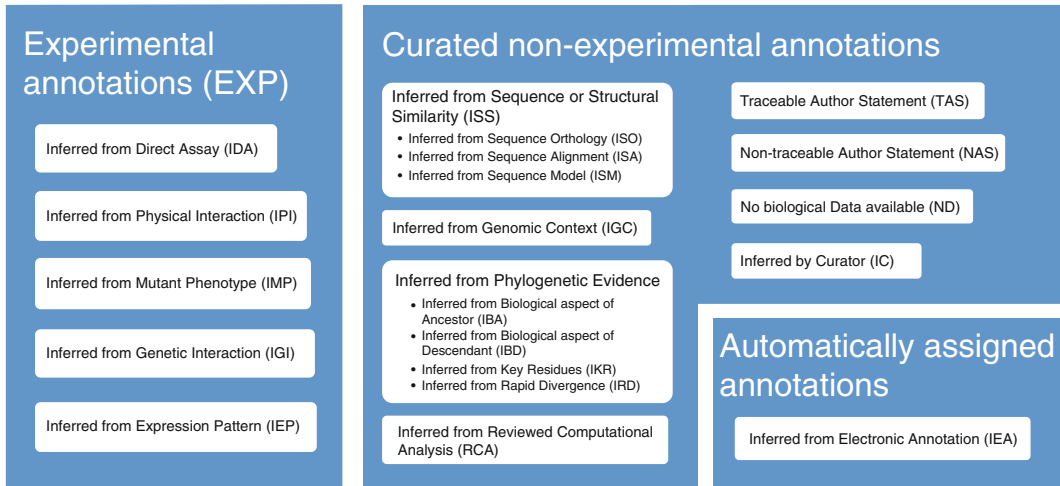 Experimental
annotations (EXP)
Inferred from Direct Assay (IDA)
Inferred from Physical Interaction (IPI)
Inferred from Mutant Phenotype (IMP)
Inferred from Genetic Interaction (IGI)
Inferred from Expression Pattern (IEP)
Curated non-experimental annotations
Inferred from Sequence or Structural
Similarity (ISS)
• Inferred from Sequence Orthology (ISO)
• Inferred from Sequence Alignment (ISA)
• Inferred from Sequence Model (ISM)
Inferred from Genomic Context (IGC)
Inferred from Phylogenetic Evidence
• Inferred from Biological aspect of
Ancestor (IBA)
• Inferred from Biological aspect of
Descendant (IBD)
• Inferred from Key Residues (IKR)
• Inferred from Rapid Divergence (IRD)
Inferred from Reviewed Computational
Analysis (RCA)
Traceable Author Statement (TAS)
Non-traceable Author Statement (NAS)
No biological Data available (ND)
Inferred by Curator (IC)
Automatically assigned
annotations
Inferred from Electronic Annotation (IEA)